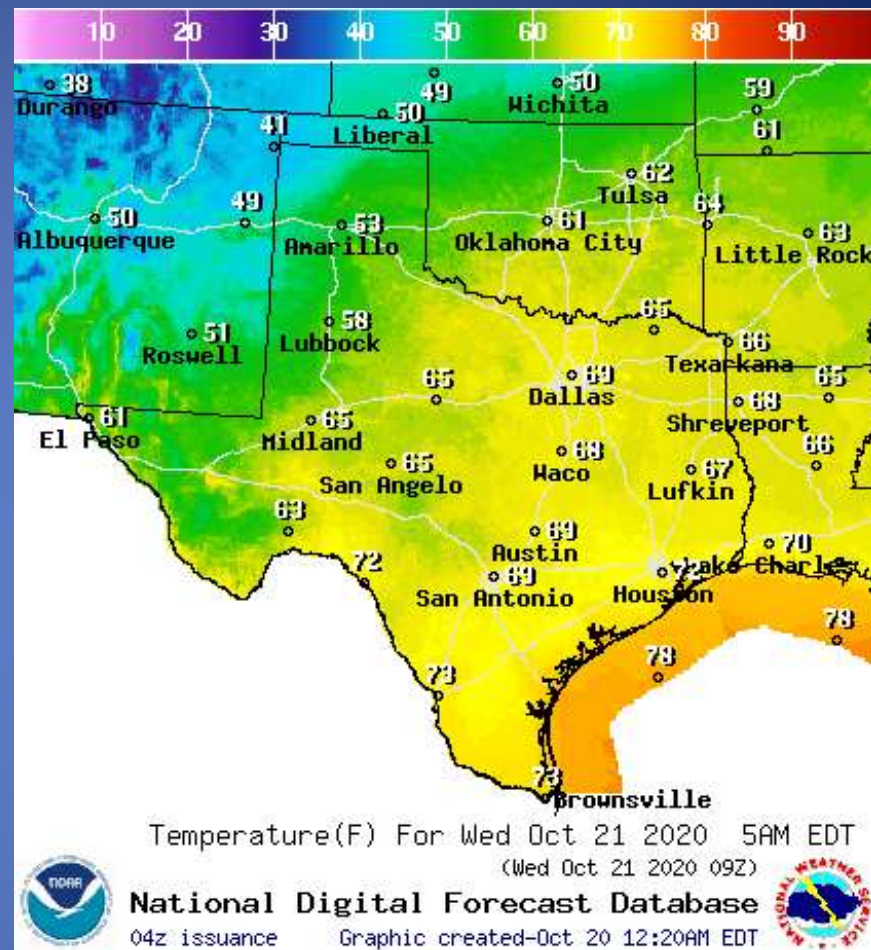 10 20 30 40 50 60 70 80 90
38
Durango
49
50
Wichita
59
50
Liberal
41
61
62
Tulsa
50
Albuquerque
49
53
Amarillo
61
Oklahoma City
64
63
Little Rock
51
Roswell
58
Lubbock
65
66
Texarkana
69
Dallas
65
68
Shreveport
65
61
El Paso
65
Midland
65
San Angelo
68
Waco
67
Lufkin
66
63
69
Austin
70
Lake Charles
72
69
San Antonio
72
Houston
73
78
78
73
Brownsville
Temperature(F) For Wed Oct 21 2020 5AM EDT
(Wed Oct 21 2020 09Z)
NOAA
National Digital Forecast Database
04z issuance Graphic created-Oct 20 12:20AM EDT
NATIONAL WEATHER SERVICE